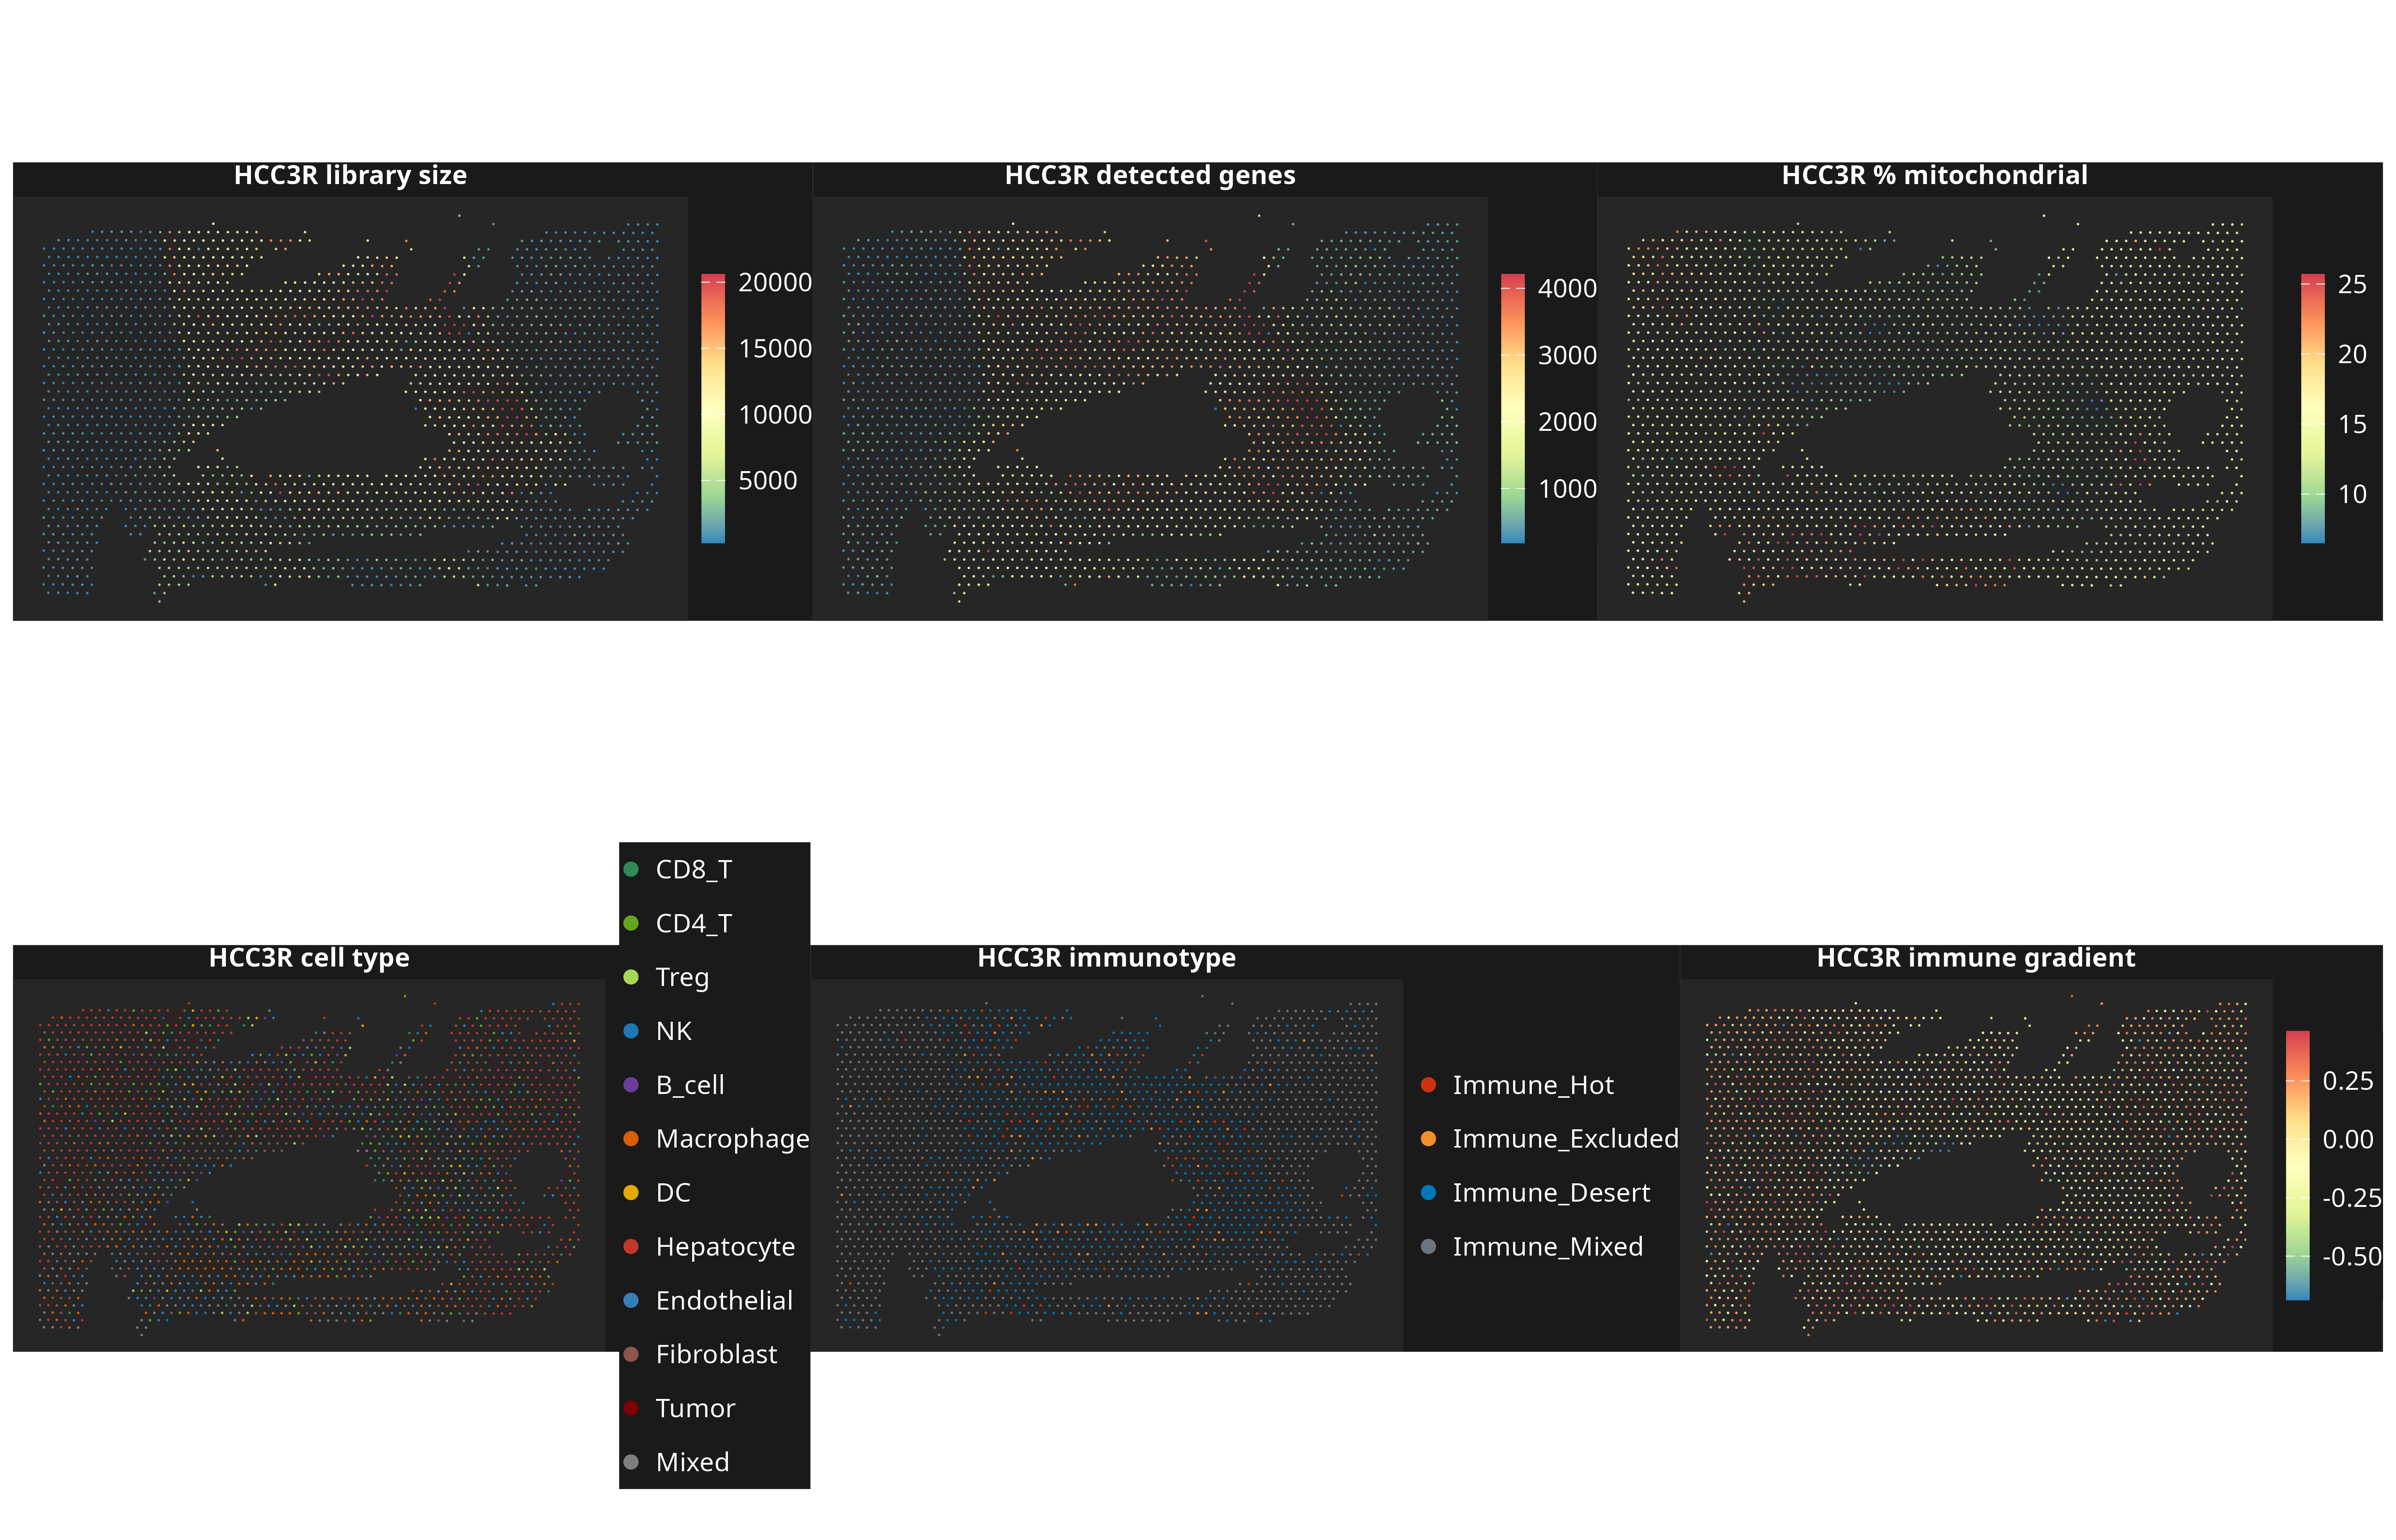 HCC3R library size
20000
15000
10000
5000
HCC3R detected genes
4000
3000
2000
1000
HCC3R % mitochondrial
25
20
15
10
HCC3R cell type
CD8_T
CD4_T
Treg
NK
B_cell
Macrophage
DC
Hepatocyte
Endothelial
Fibroblast
Tumor
Mixed
HCC3R immunotype
Immune_Hot
Immune_Excluded
Immune_Desert
Immune_Mixed
HCC3R immune gradient
0.25
0.00
-0.25
-0.50